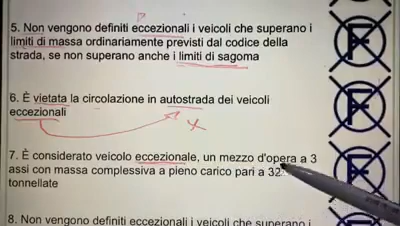 5. Non vengono definiti eccezionali i veicoli che superano i
limiti di massa ordinariamente previsti dal codice della
strada, se non superano anche i limiti di sagoma
F
6. È vietata la circolazione in autostrada dei veicoli
eccezionali
F
7. È considerato veicolo eccezionale, un mezzo d'opera a 3
assi con massa complessiva a pieno carico pari a 32
tonnellate
F
8. Non vengono definiti eccezionali i veicoli che superano i